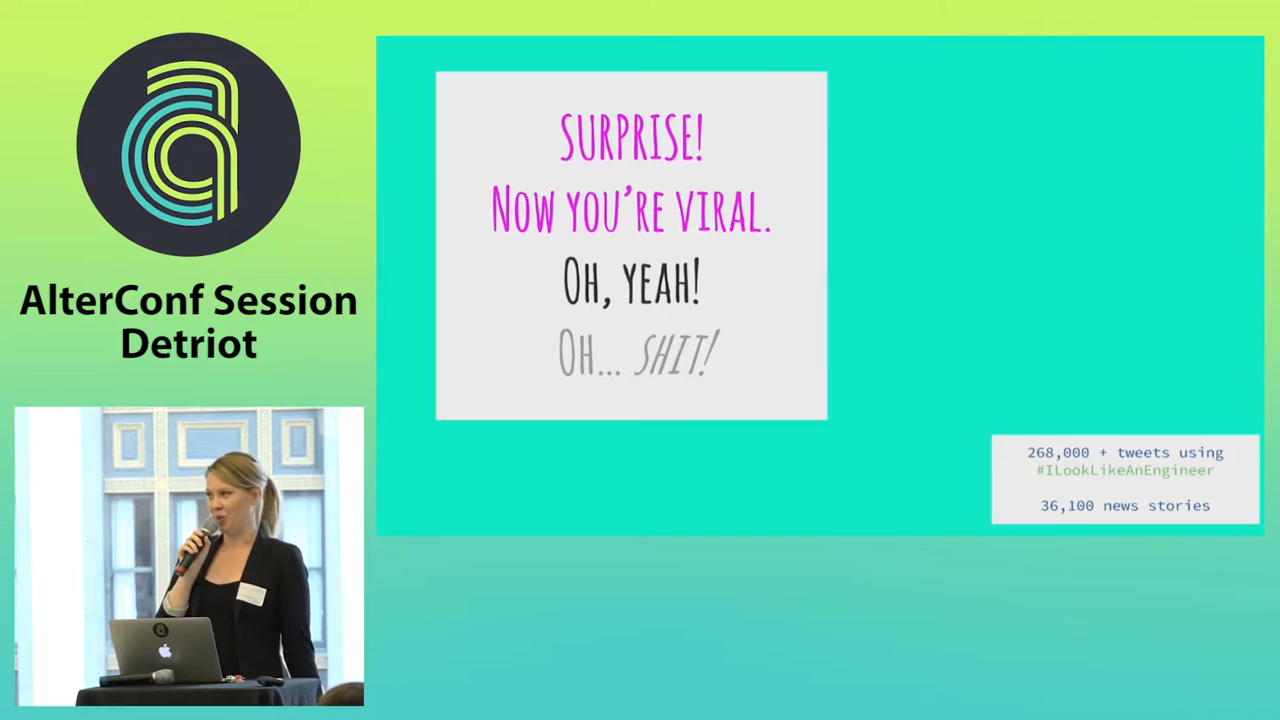 AlterConf Session
Detriot
SURPRISE!
Now you're viral.
Oh, yeah!
Oh... shit!
268,000 + tweets using
#ILookLikeAnEngineer
36,100 news stories